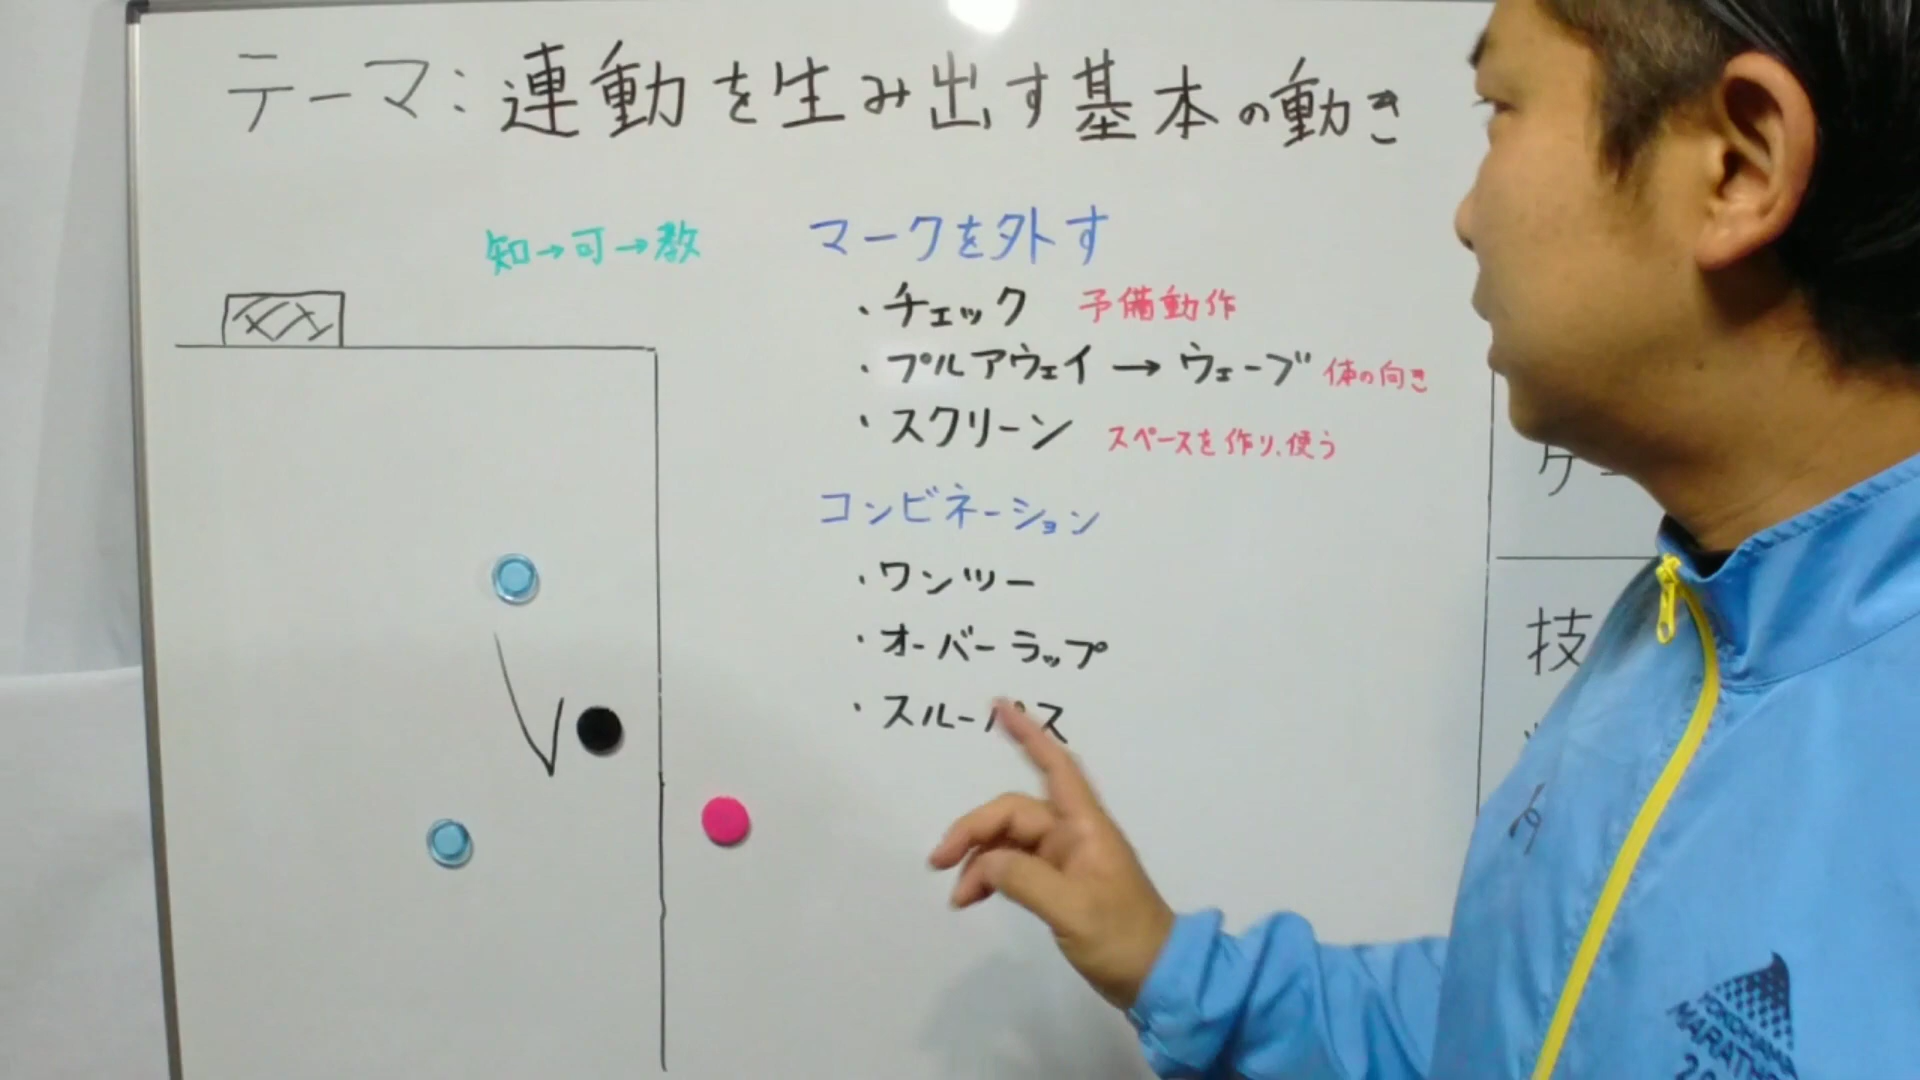 テーマ：連動を生み出す基本の動き
知→可→教
マークを外す
・チェック 予備動作
・プルアウェイ→ウェーブ 体の向き
・スクリーン スペースを作り、使う
コンビネーション
・ワンツー
・オーバーラップ
・スルーパス
ゲー
技
YOKOHAMA
MARATHON